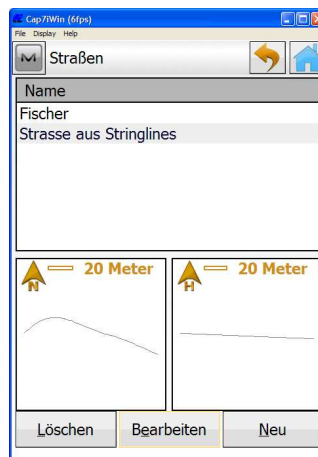 Cap7iWin (6fps)
File Display Help
M Straßen
Name
Fischer
Strasse aus Stringlines
20 Meter
N
20 Meter
H
Löschen Bearbeiten Neu